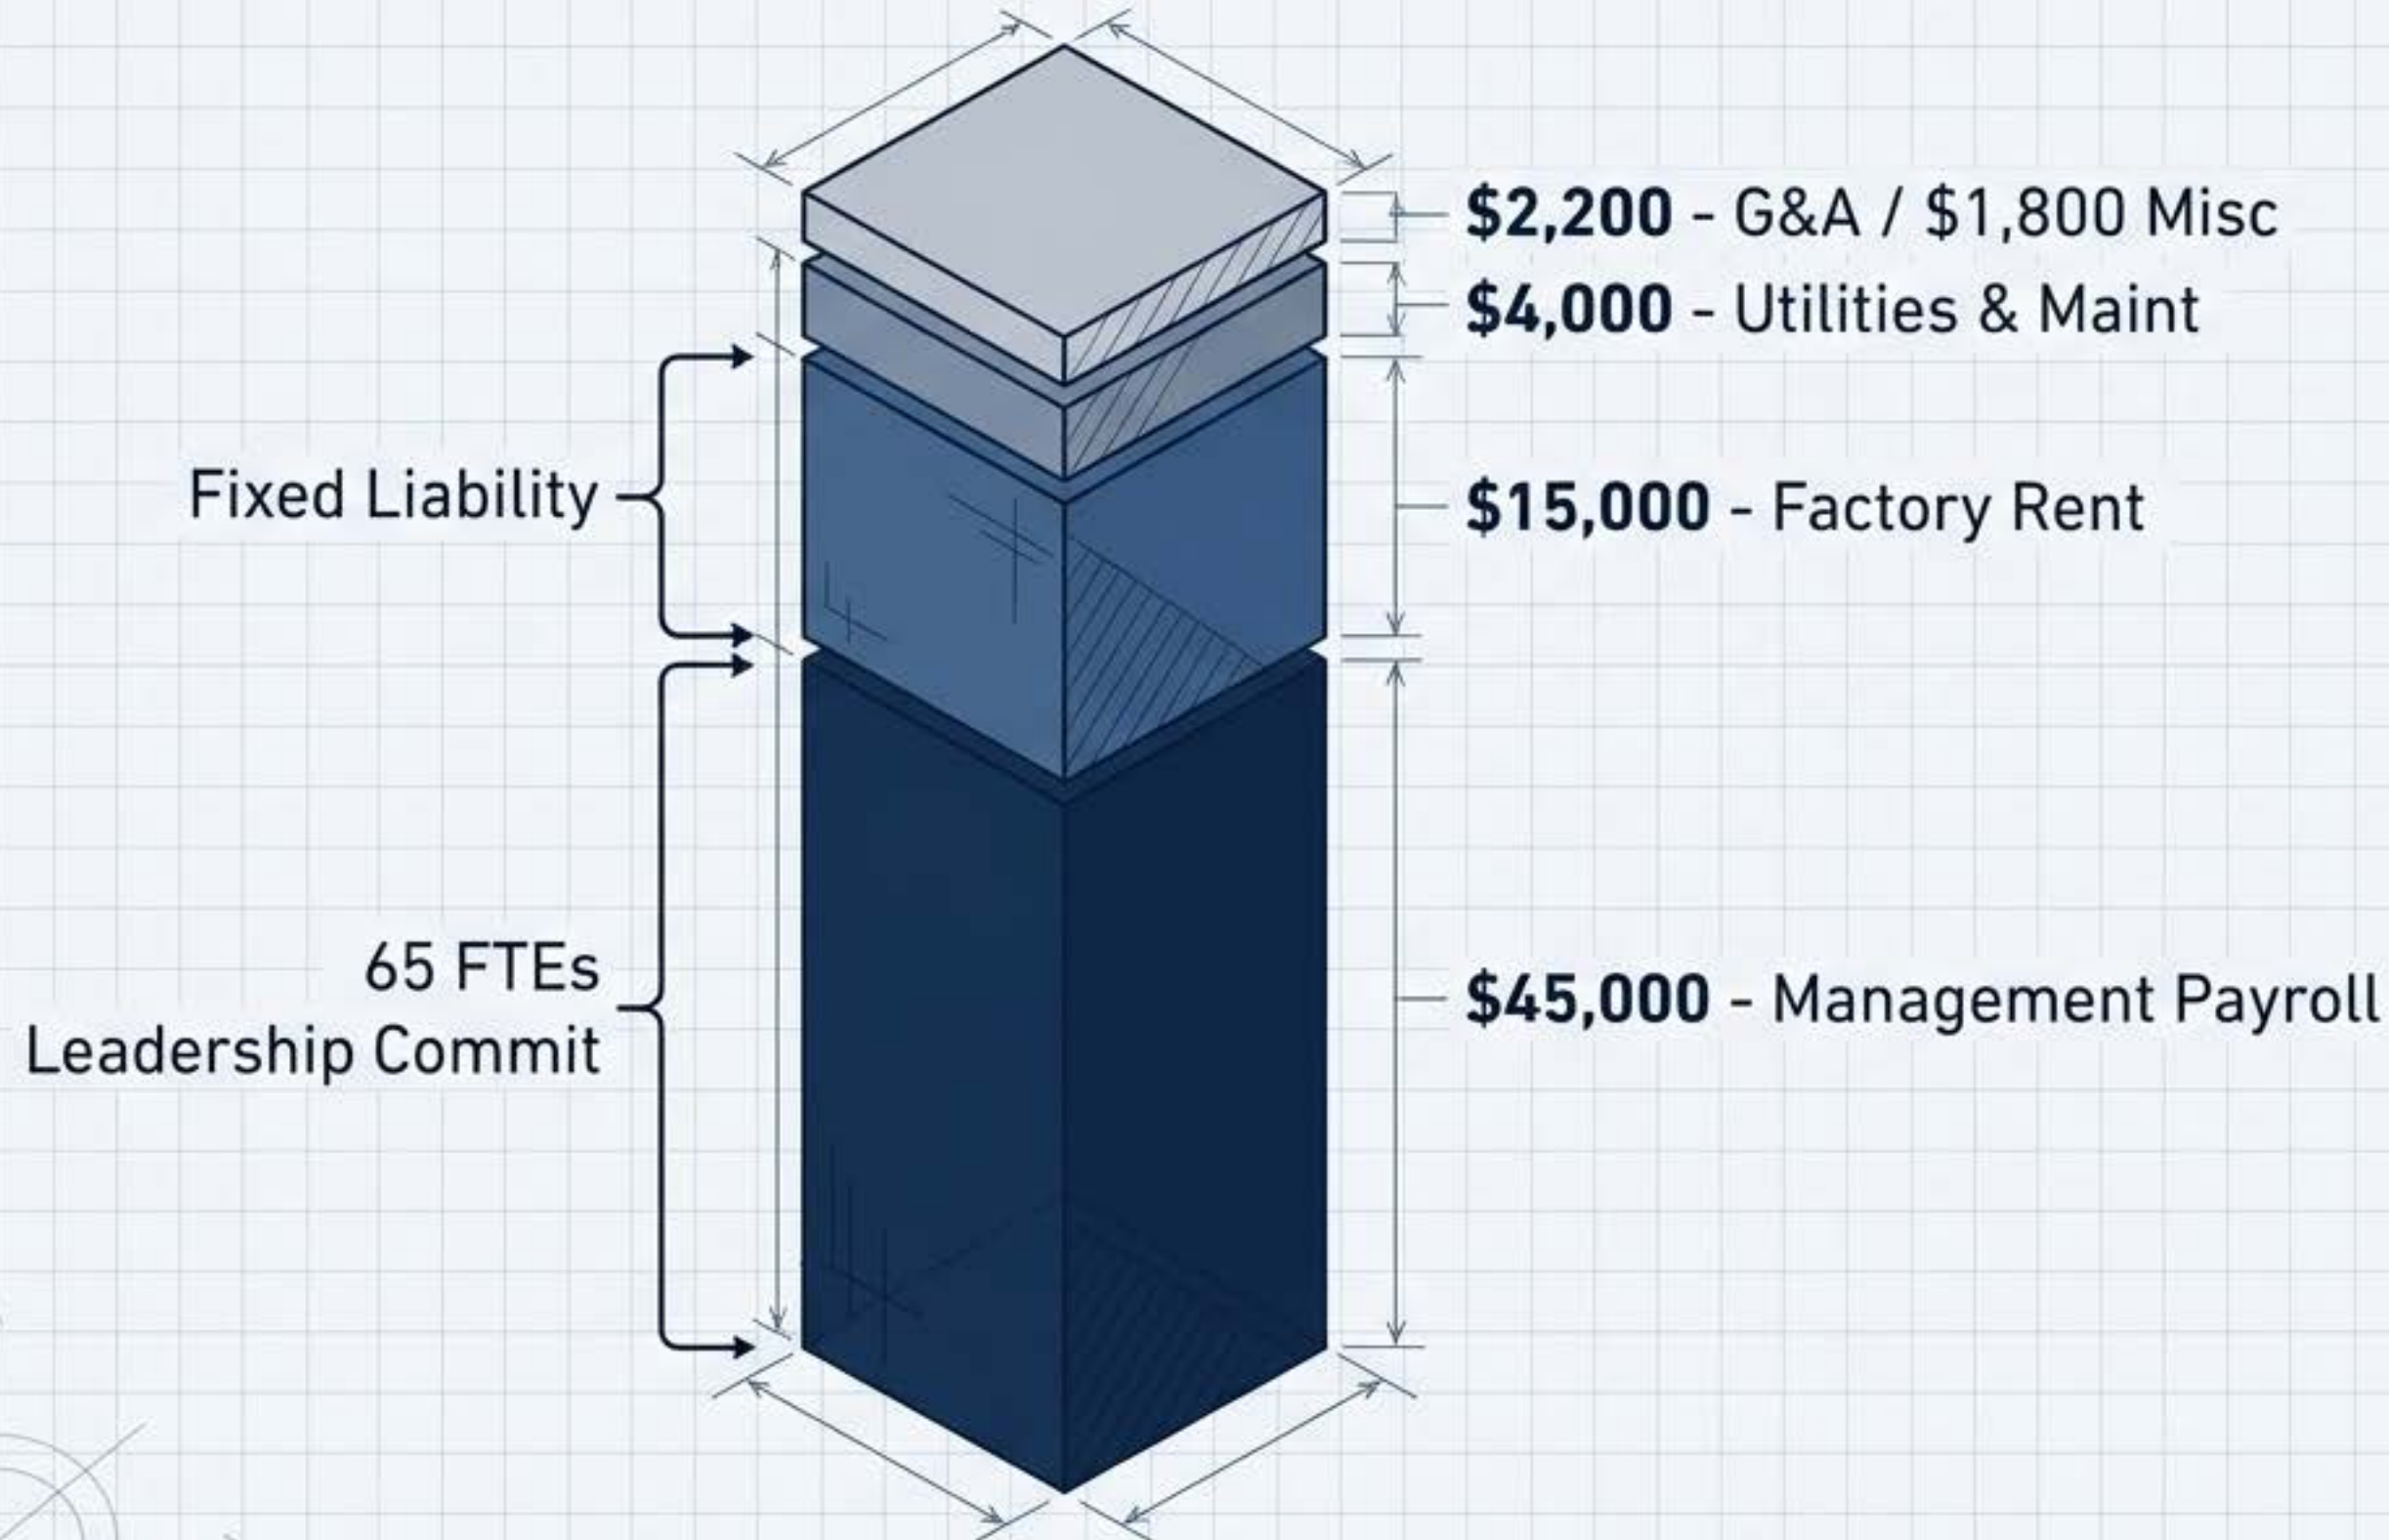 $2,200 - G&A / $1,800 Misc
$4,000 - Utilities & Maint
Fixed Liability
$15,000 - Factory Rent
65 FTEs
Leadership Commit
$45,000 - Management Payroll